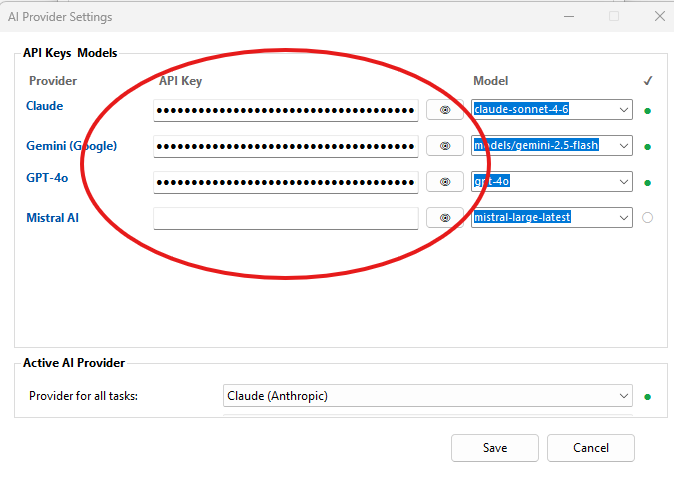 AI Provider Settings
API Keys  Models
Provider API Key Model ✓
Claude ●●●●●●●●●●●●●●●●●●●●●●●●●●●●●●●●●●●● claude-sonnet-4-6
Gemini (Google) ●●●●●●●●●●●●●●●●●●●●●●●●●●●●●●●●●●●● models/gemini-2.5-flash
GPT-4o ●●●●●●●●●●●●●●●●●●●●●●●●●●●●●●●●●●●● gpt-4o
Mistral AI mistral-large-latest
Active AI Provider
Provider for all tasks: Claude (Anthropic)
Save Cancel